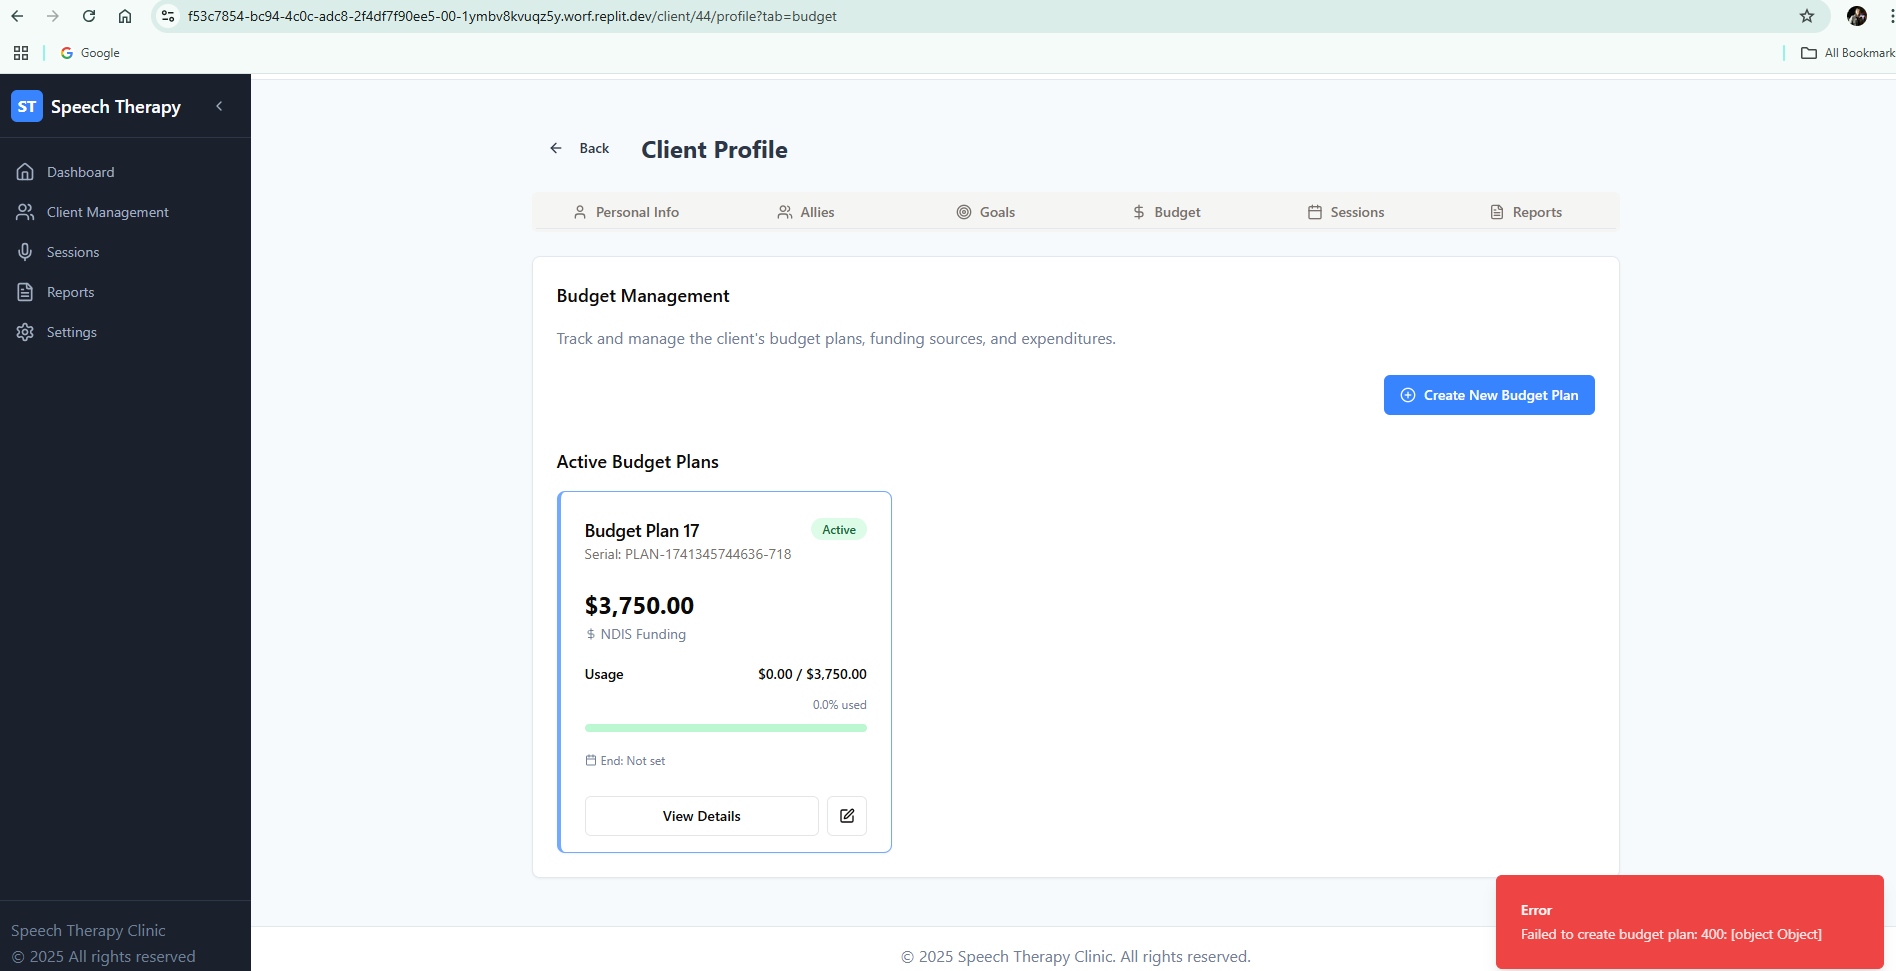 f53c7854-bc94-4c0c-adc8-2f4df7f90ee5-00-1ymbv8kvuqz5y.worf.replit.dev/client/44/profile?tab=budget
Google
All Bookmark
ST Speech Therapy
Dashboard
Client Management
Sessions
Reports
Settings
Speech Therapy Clinic
© 2025 All rights reserved
Back
Client Profile
Personal Info Allies Goals Budget Sessions Reports
Budget Management
Track and manage the client's budget plans, funding sources, and expenditures.
Create New Budget Plan
Active Budget Plans
Budget Plan 17 Active
Serial: PLAN-1741345744636-718
$3,750.00
$ NDIS Funding
Usage $0.00 / $3,750.00
0.0% used
End: Not set
View Details
© 2025 Speech Therapy Clinic. All rights reserved.
Error
Failed to create budget plan: 400: [object Object]